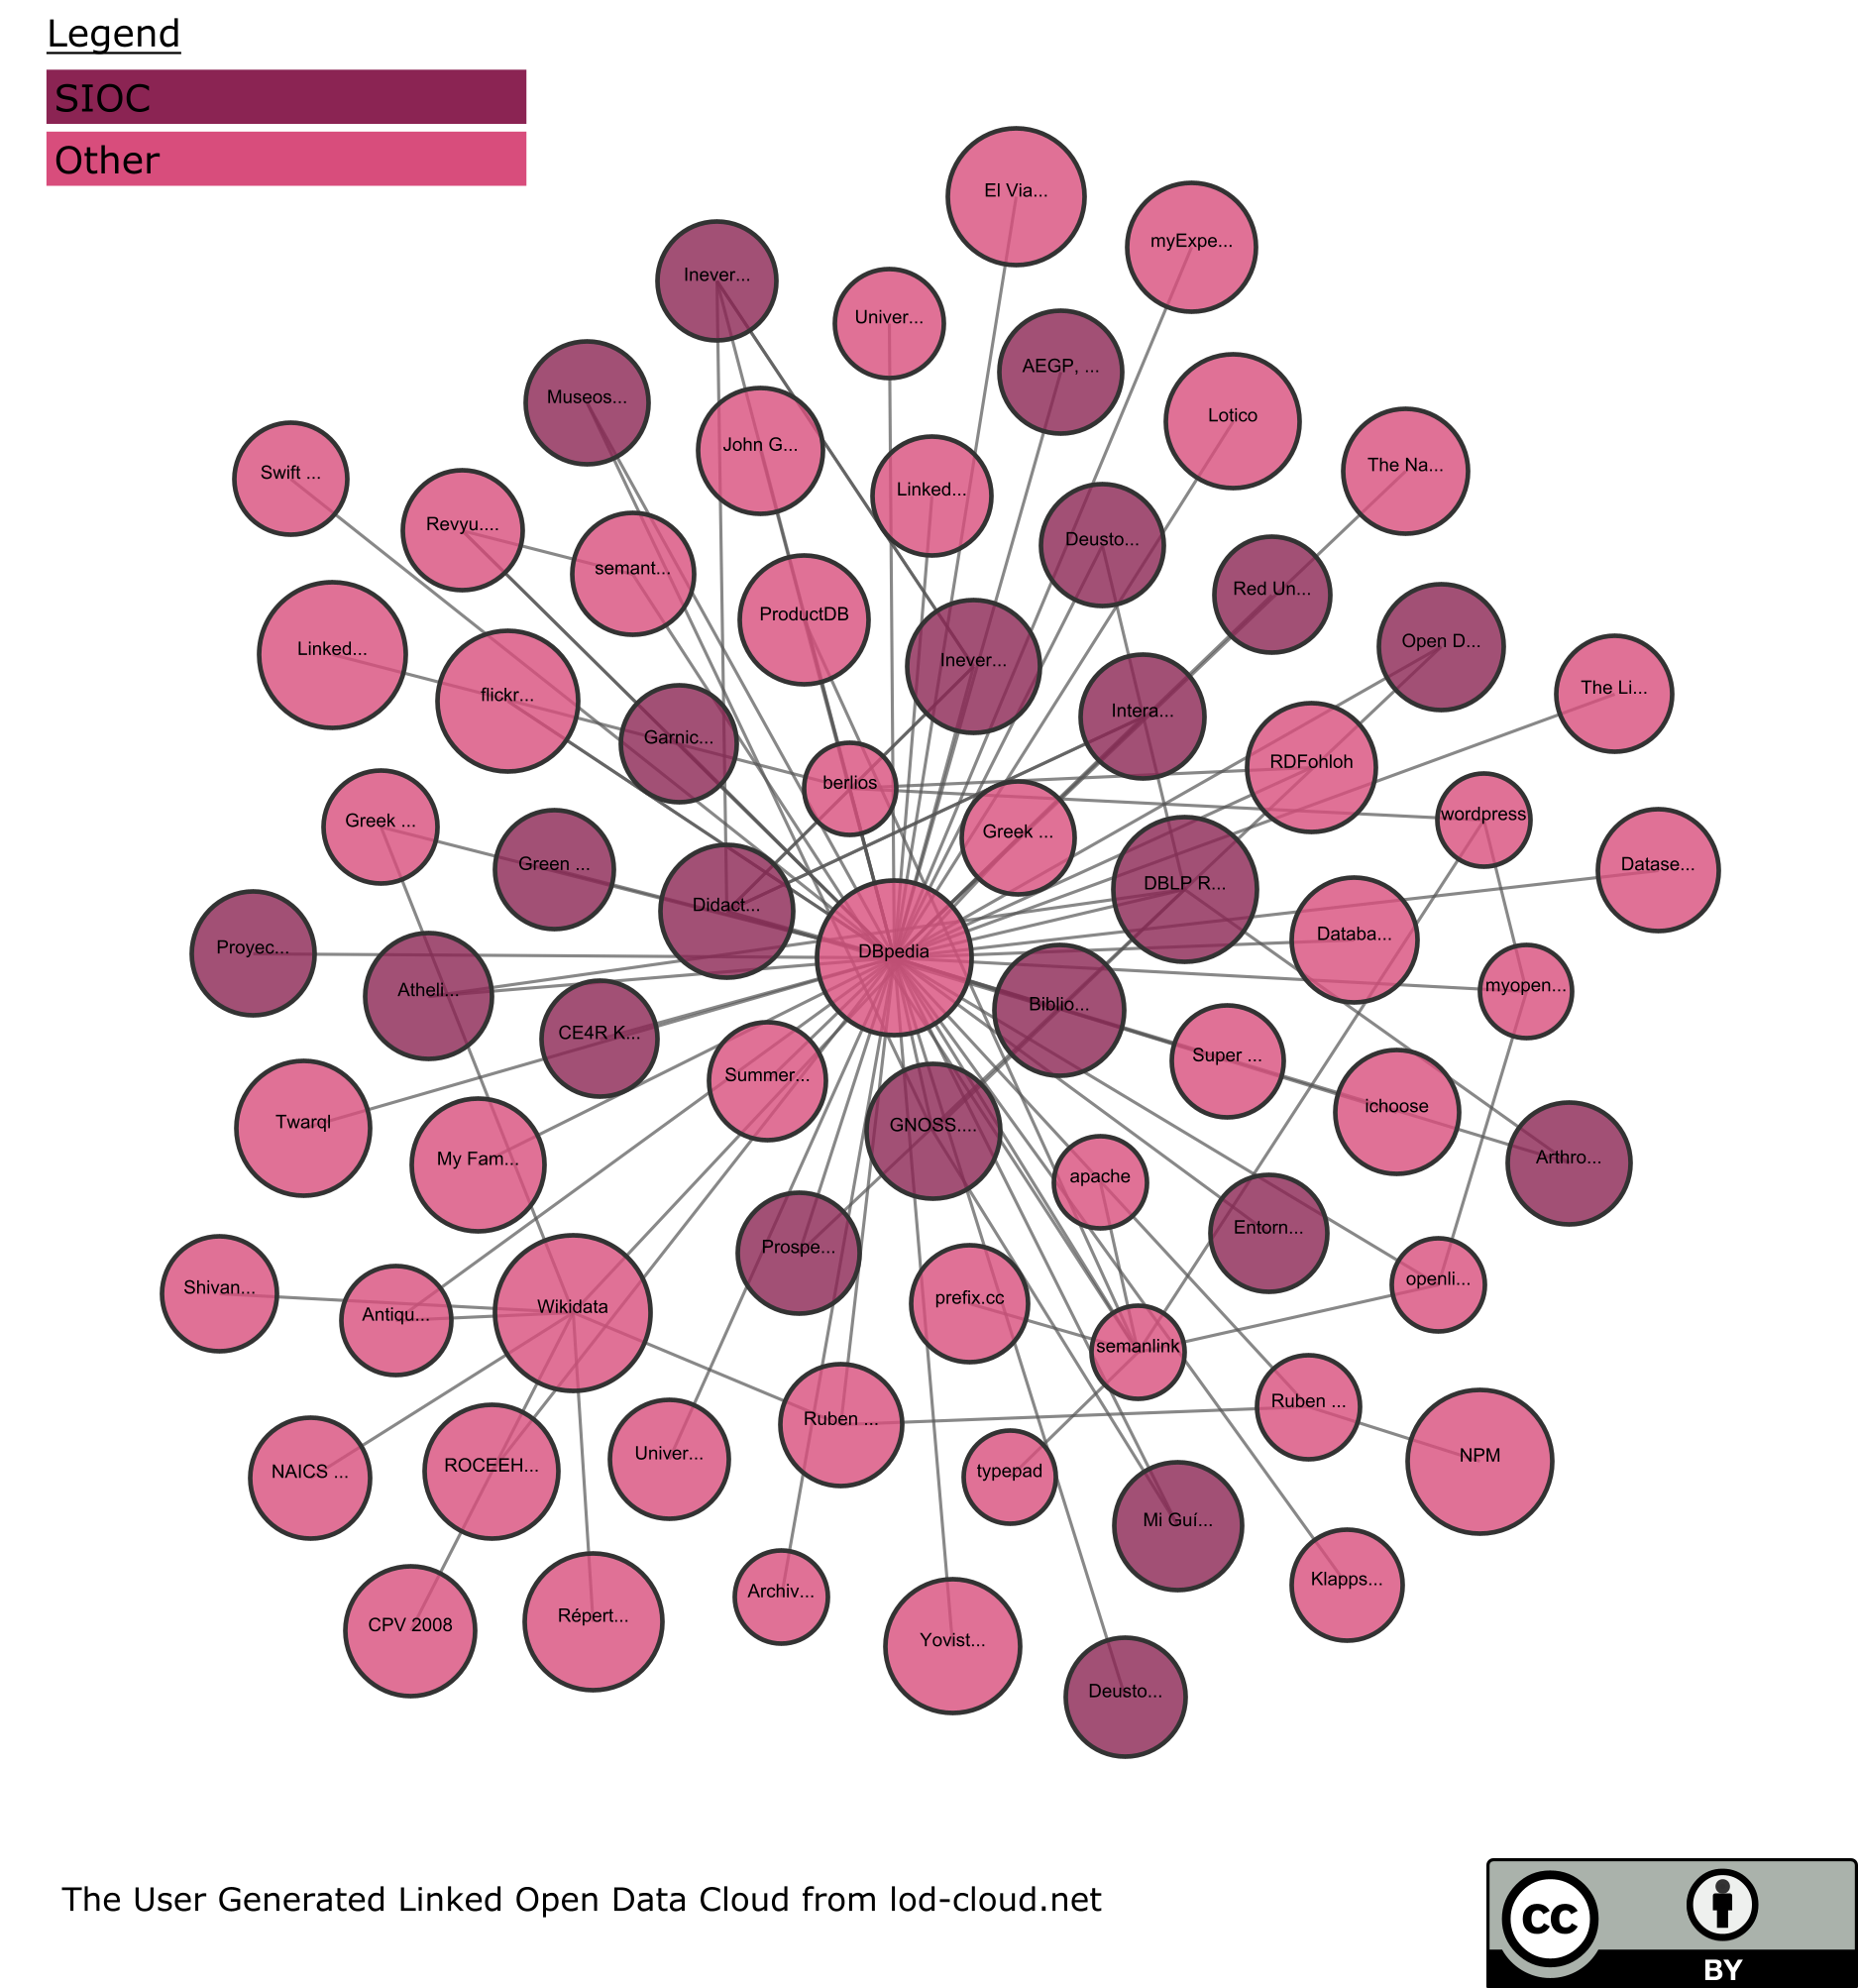 Legend
SIOC
Other
El Via...
myExpe...
Inever...
Univer...
AEGP, ...
Museos...
Lotico
John G...
The Na...
Swift ...
Linked...
Revyu....
Deusto...
semant...
Red Un...
ProductDB
Open D...
Linked...
Inever...
flickr...
The Li...
Intera...
Garnic...
RDFohloh
berlios
wordpress
Greek ...
Greek ...
Green ...
Datase...
DBLP R...
Didact...
Databa...
Proyec...
DBpedia
Atheli...
myopen...
Biblio...
CE4R K...
Super ...
Summer...
ichoose
Twarql
GNOSS....
My Fam...
Arthro...
apache
Entorn...
Prospe...
Shivan...
openli...
prefix.cc
Wikidata
Antiqu...
semanlink
Ruben ...
Ruben ...
Univer...
NPM
ROCEEH...
NAICS ...
typepad
Mi Guí...
Klapps...
Archiv...
Répert...
CPV 2008
Yovist...
Deusto...
The User Generated Linked Open Data Cloud from lod-cloud.net
cc
BY